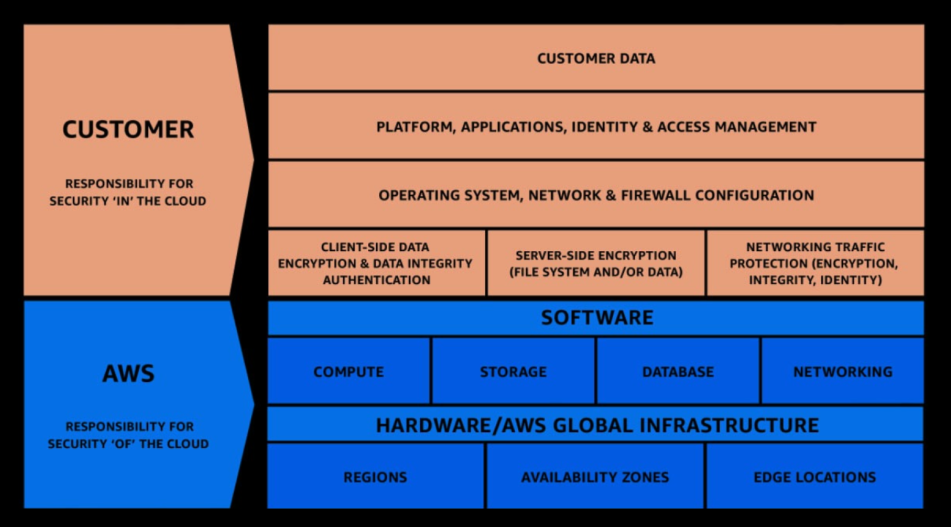 CUSTOMER
RESPONSIBILITY FOR
SECURITY ‘IN’ THE CLOUD
CUSTOMER DATA
PLATFORM, APPLICATIONS, IDENTITY & ACCESS MANAGEMENT
OPERATING SYSTEM, NETWORK & FIREWALL CONFIGURATION
CLIENT-SIDE DATA
ENCRYPTION & DATA INTEGRITY
AUTHENTICATION
SERVER-SIDE ENCRYPTION
(FILE SYSTEM AND/OR DATA)
NETWORKING TRAFFIC
PROTECTION (ENCRYPTION,
INTEGRITY, IDENTITY)
AWS
RESPONSIBILITY FOR
SECURITY ‘OF’ THE CLOUD
SOFTWARE
COMPUTE
STORAGE
DATABASE
NETWORKING
HARDWARE/AWS GLOBAL INFRASTRUCTURE
REGIONS
AVAILABILITY ZONES
EDGE LOCATIONS